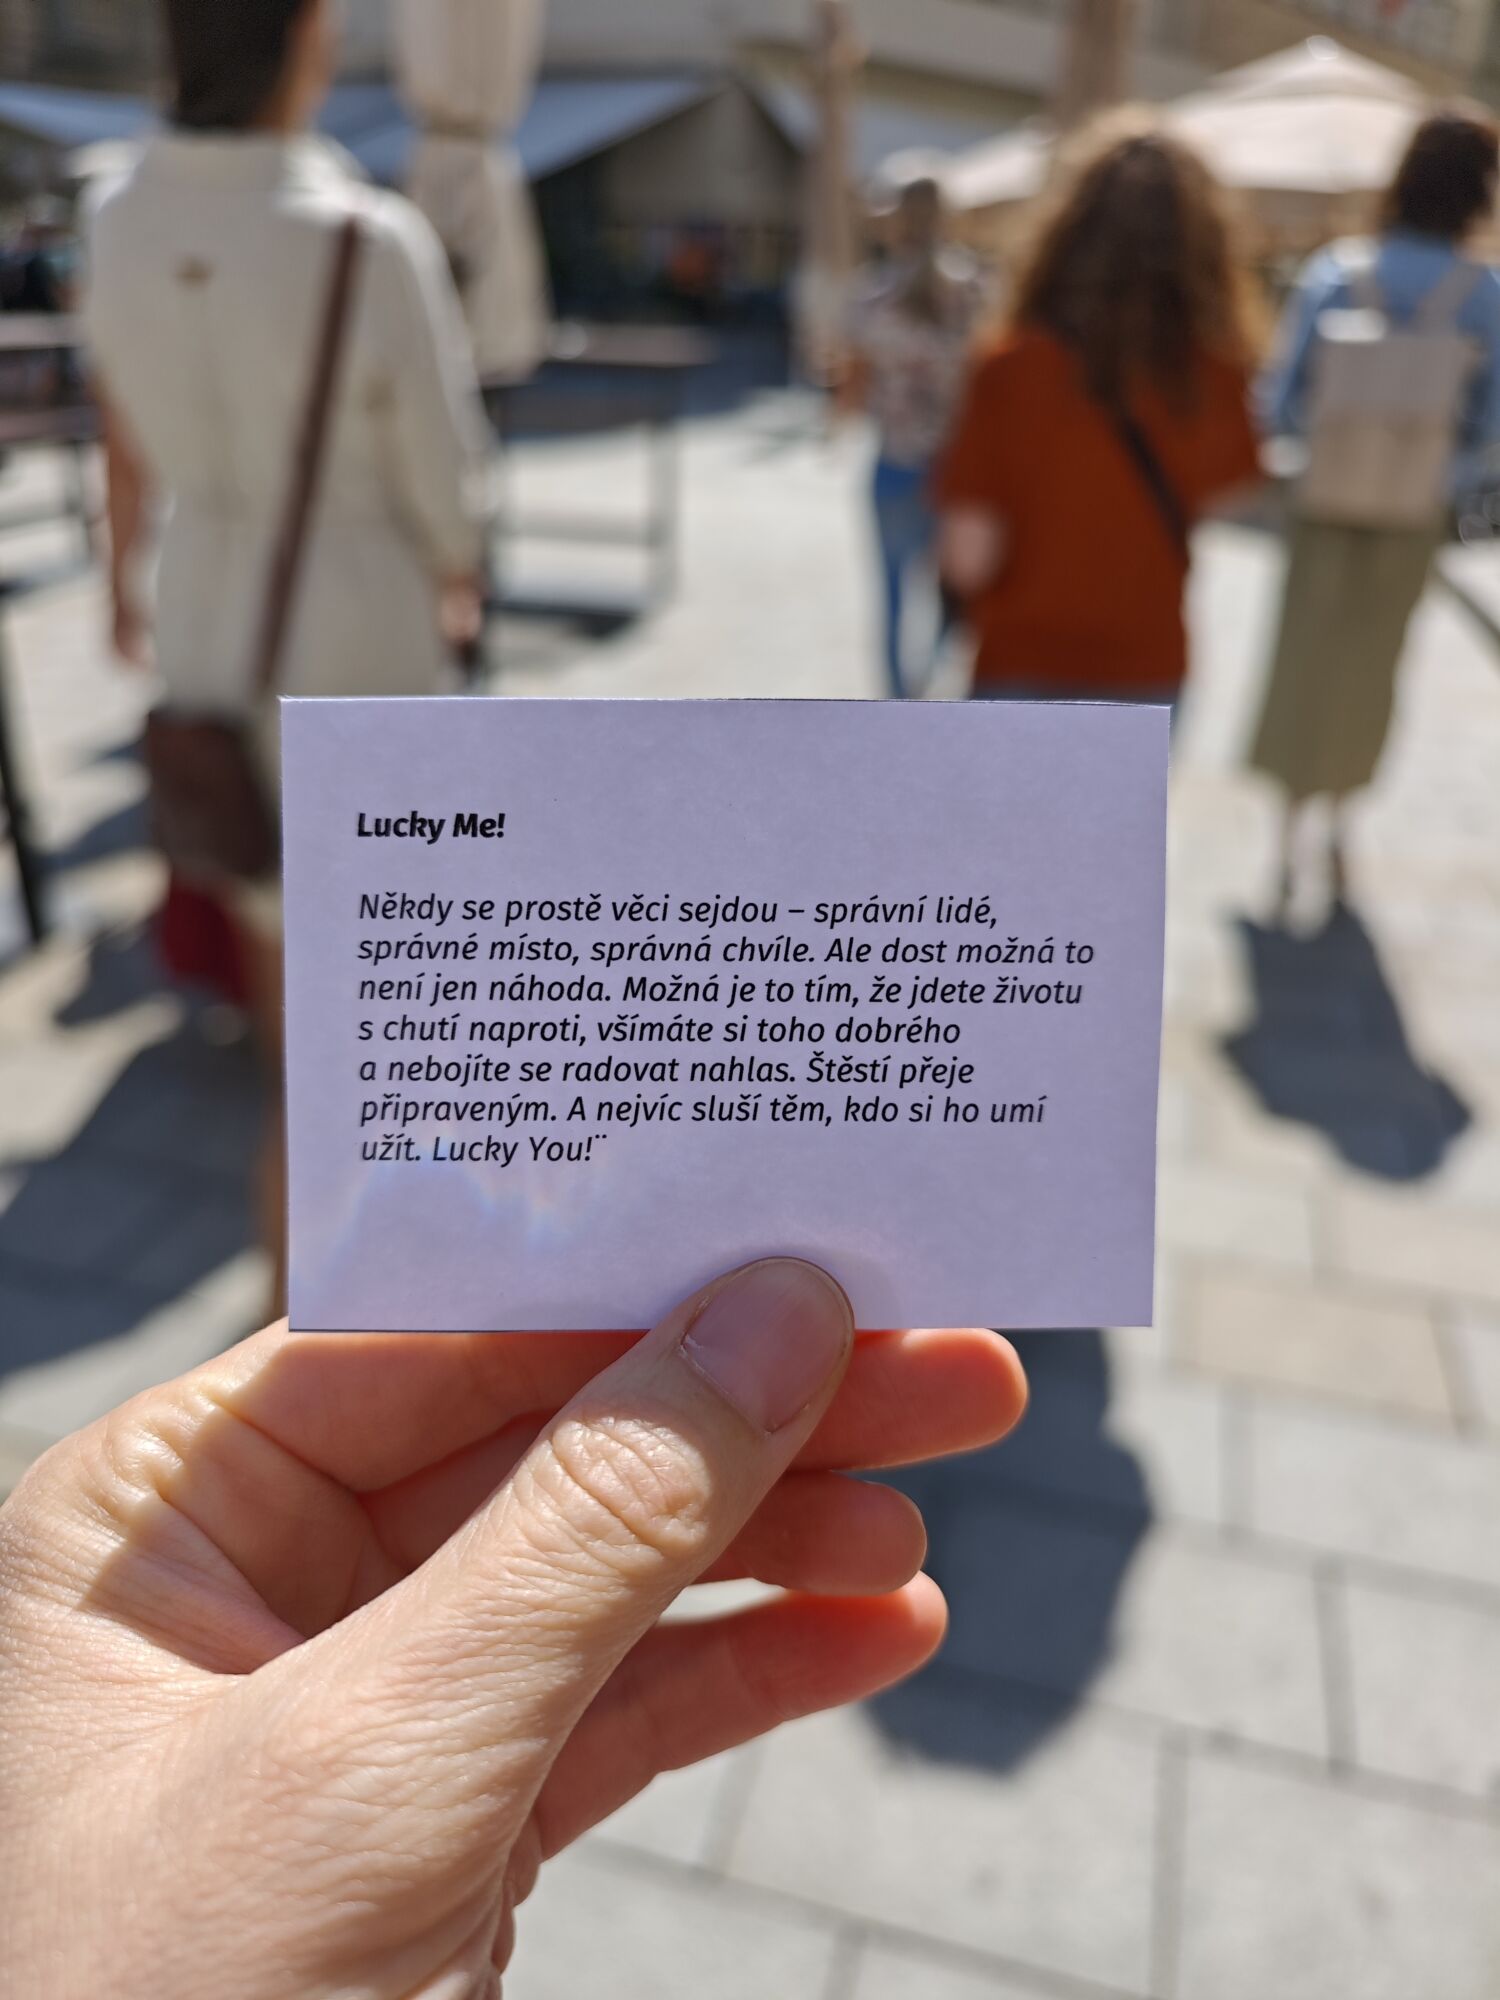 Lucky Me!
Někdy se prostě věci sejdou – správní lidé,
správné místo, správná chvíle. Ale dost možná to
není jen náhoda. Možná je to tím, že jdete životu
s chutí naproti, všímáte si toho dobrého
a nebojíte se radovat nahlas. Štěstí přeje
připraveným. A nejvíc sluší těm, kdo si ho umí
užít. Lucky You!¨